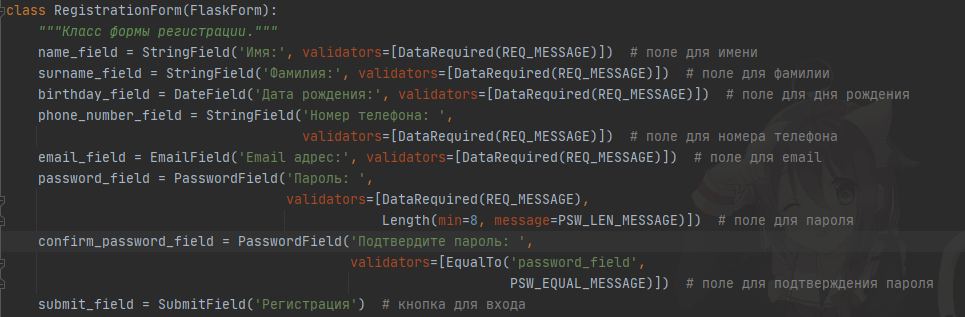 class RegistrationForm(FlaskForm):
    """Класс формы регистрации."""
    name_field = StringField('Имя:', validators=[DataRequired(REQ_MESSAGE)])  # поле для имени
    surname_field = StringField('Фамилия:', validators=[DataRequired(REQ_MESSAGE)])  # поле для фамилии
    birthday_field = DateField('Дата рождения:', validators=[DataRequired(REQ_MESSAGE)])  # поле для дня рождения
    phone_number_field = StringField('Номер телефона: ',
                                     validators=[DataRequired(REQ_MESSAGE)])  # поле для номера телефона
    email_field = EmailField('Email адрес:', validators=[DataRequired(REQ_MESSAGE)])  # поле для email
    password_field = PasswordField('Пароль: ',
                                   validators=[DataRequired(REQ_MESSAGE),
                                               Length(min=8, message=PSW_LEN_MESSAGE)])  # поле для пароля
    confirm_password_field = PasswordField('Подтвердите пароль: ',
                                           validators=[EqualTo('password_field',
                                                               PSW_EQUAL_MESSAGE)])  # поле для подтверждения пароля
    submit_field = SubmitField('Регистрация')  # кнопка для входа